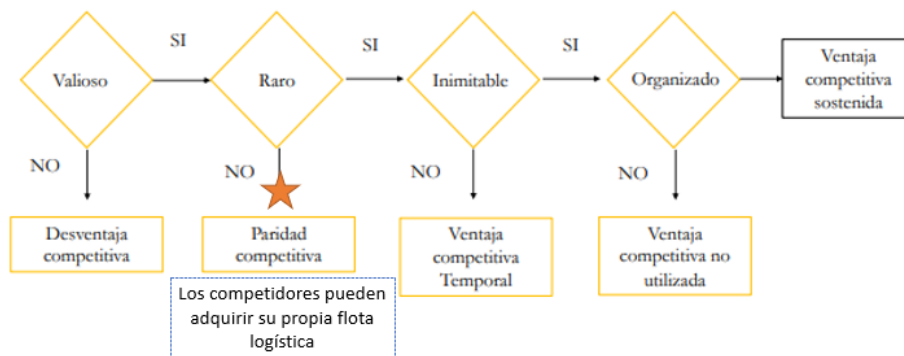 SI
SI
SI
Valioso
Raro
Inimitable
Organizado
Ventaja
competitiva
sostenida
NO
NO
NO
NO
Desventaja
competitiva
Paridad
competitiva
Ventaja
competitiva
Temporal
Ventaja
competitiva no
utilizada
Los competidores pueden
adquirir su propia flota
logística